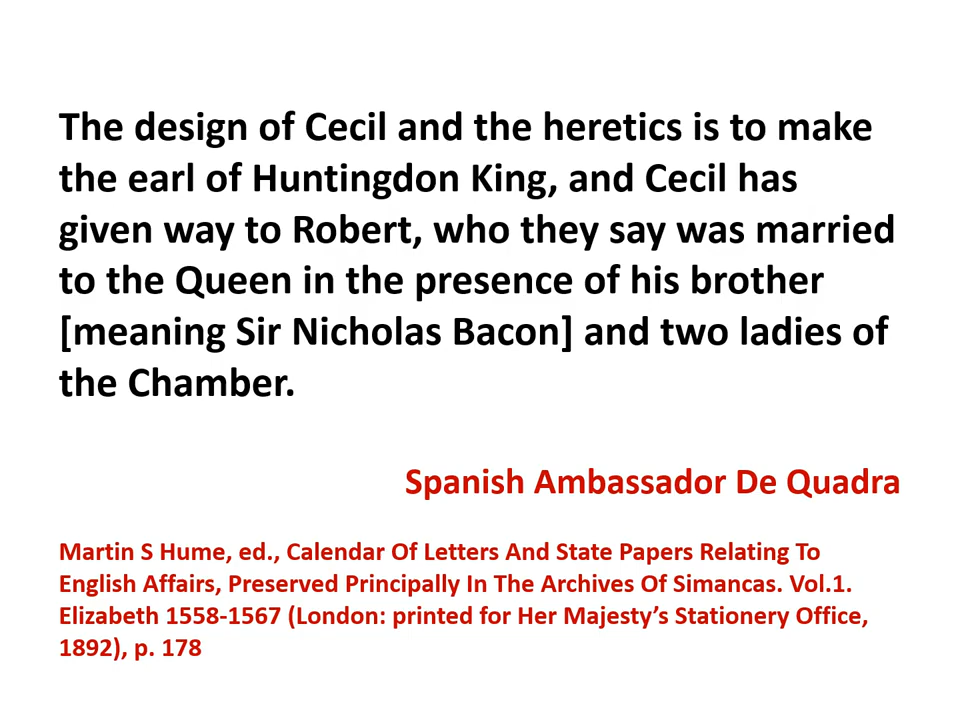 The design of Cecil and the heretics is to make
the earl of Huntingdon King, and Cecil has
given way to Robert, who they say was married
to the Queen in the presence of his brother
[meaning Sir Nicholas Bacon] and two ladies of
the Chamber.
Spanish Ambassador De Quadra
Martin S Hume, ed., Calendar Of Letters And State Papers Relating To
English Affairs, Preserved Principally In The Archives Of Simancas. Vol.1.
Elizabeth 1558-1567 (London: printed for Her Majesty’s Stationery Office,
1892), p. 178